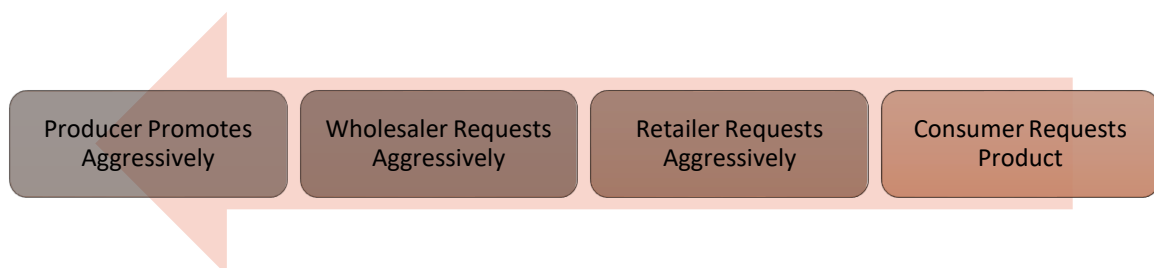 Producer Promotes
Aggressively
Wholesaler Requests
Aggressively
Retailer Requests
Aggressively
Consumer Requests
Product